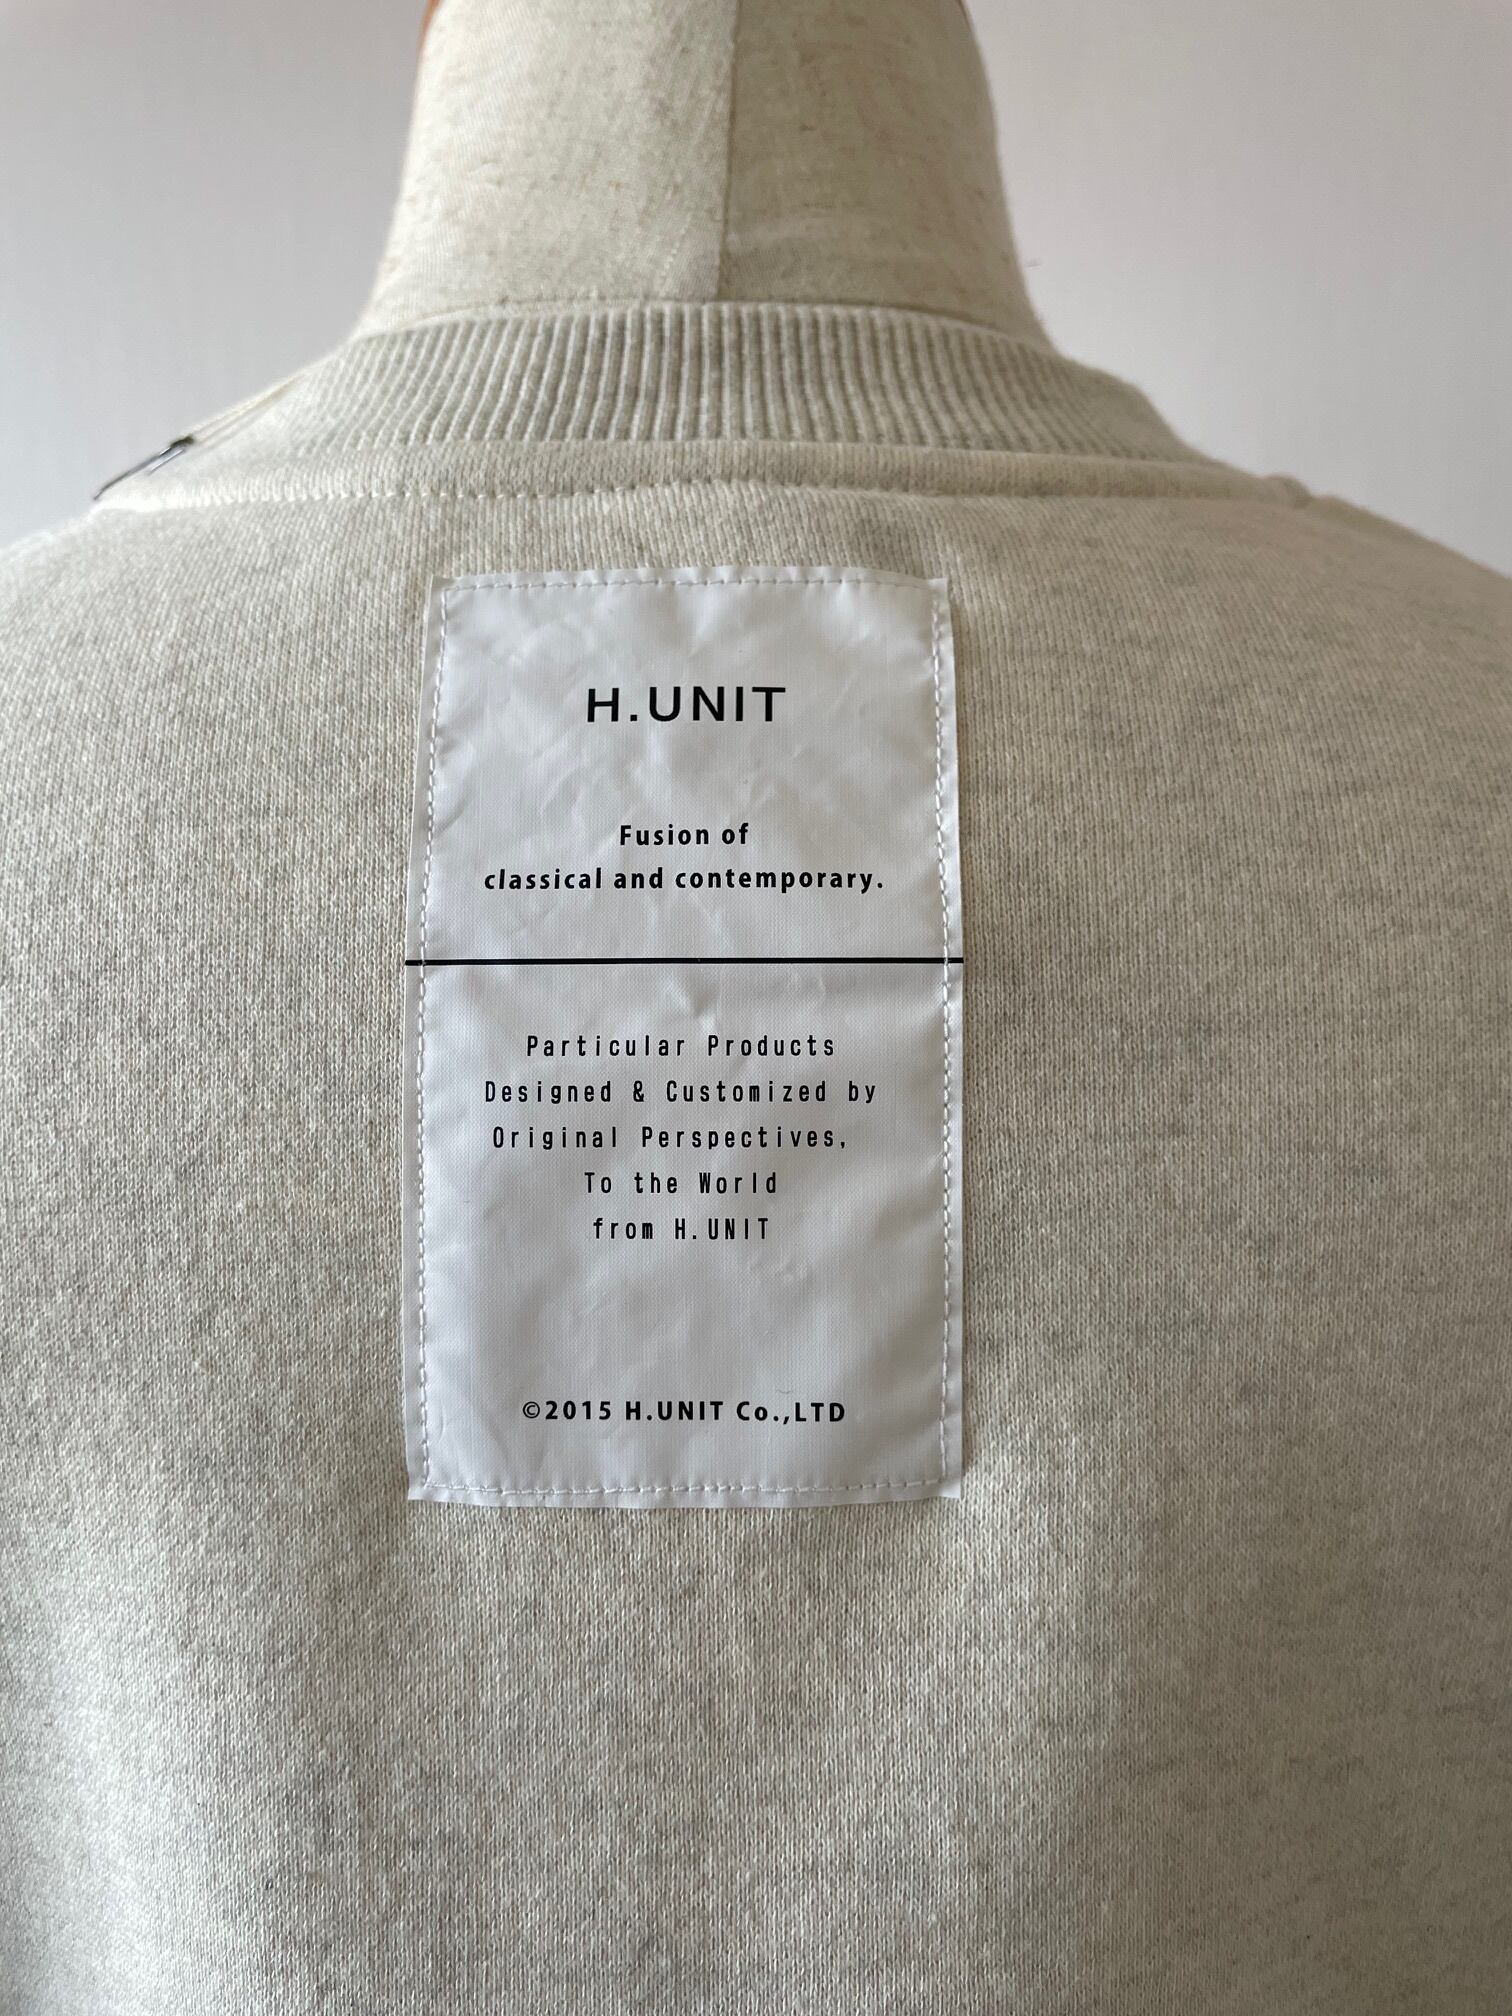 H.UNIT
Fusion of
classical and contemporary.
Particular Products
Designed & Customized by
Original Perspectives,
To the World
from H.UNIT
©2015 H.UNIT Co.,LTD